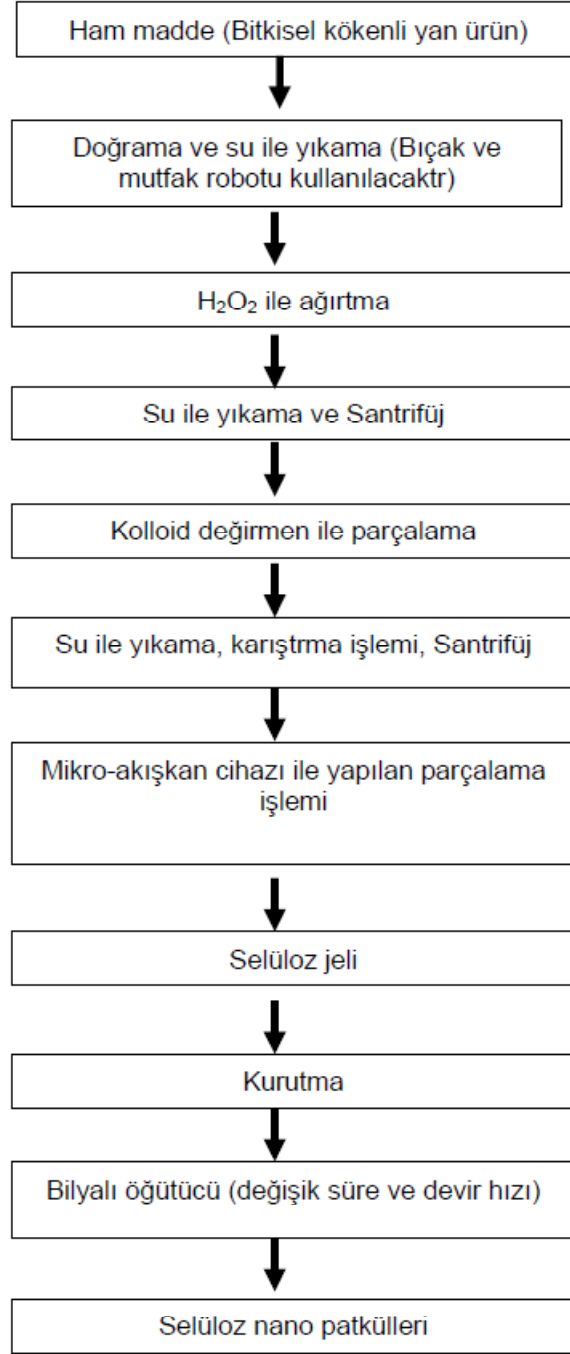 Ham madde (Bitkisel kökenli yan ürün)
Doğrama ve su ile yıkama (Bıçak ve
mutfak robotu kullanılacaktr)
H₂O₂ ile ağırtma
Su ile yıkama ve Santrifüj
Kolloid değirmen ile parçalama
Su ile yıkama, karıştrma işlemi, Santrifüj
Mikro-akışkan cihazı ile yapılan parçalama
işlemi
Selüloz jeli
Kurutma
Bilyalı öğütücü (değişik süre ve devir hızı)
Selüloz nano patkülleri